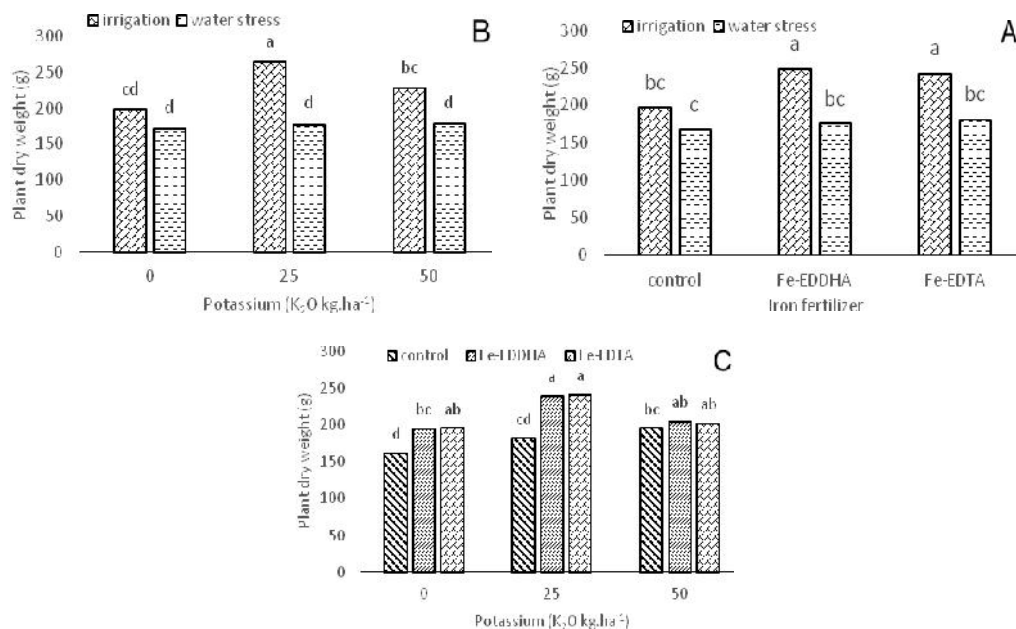 irrigation water stress
B
300
250
200
150
100
50
0
Plant dry weight (g)
cd d a d bc d
0 25 50
Potassium (K₂O kg.ha⁻¹)
irrigation water stress
A
300
250
200
150
100
50
0
Plant dry weight (g)
bc c a bc a bc
control Fe-EDDHA Fe-EDTA
Iron fertilizer
control Fe-EDDHA Fe-EDTA
C
300
250
200
150
100
50
0
Plant dry weight (g)
d bc ab cd a a bc ab ab
0 25 50
Potassium (K₂O kg.ha⁻¹)